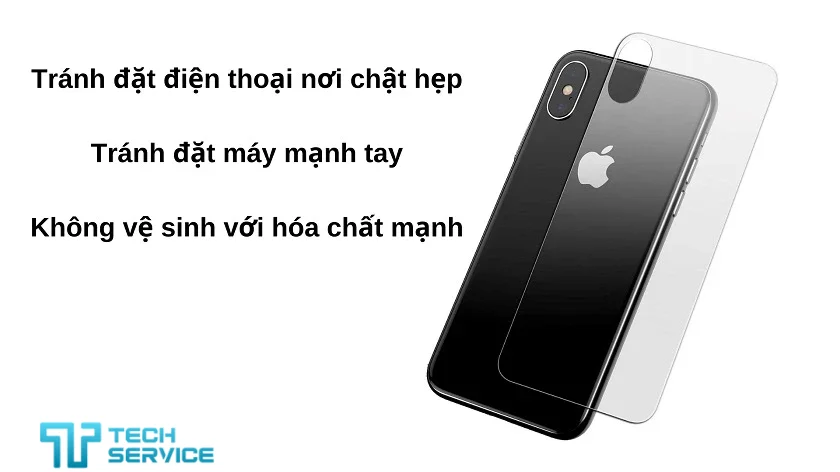 Tránh đặt điện thoại nơi chật hẹp
Tránh đặt máy mạnh tay
Không vệ sinh với hóa chất mạnh
TECH
SERVICE